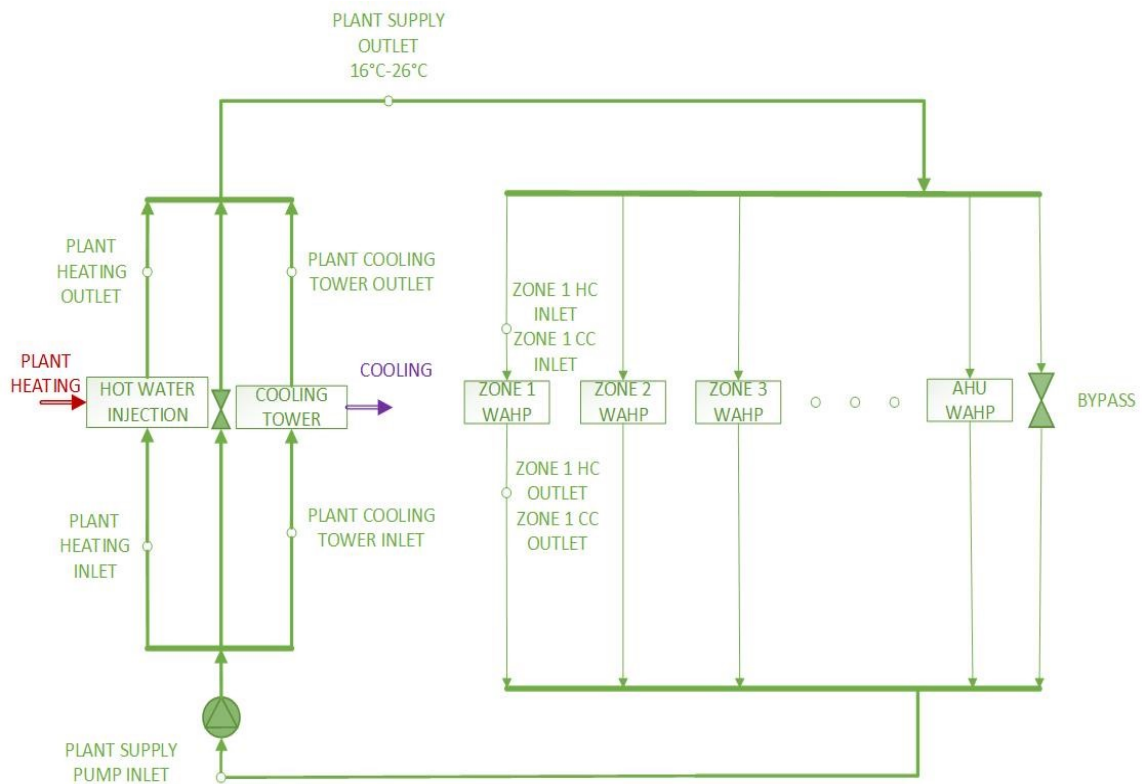 PLANT SUPPLY
OUTLET
16°C-26°C
PLANT
HEATING
OUTLET
PLANT COOLING
TOWER OUTLET
ZONE 1 HC
INLET
ZONE 1 CC
INLET
PLANT
HEATING
HOT WATER
INJECTION
COOLING
TOWER
COOLING
ZONE 1
WAHP
ZONE 2
WAHP
ZONE 3
WAHP
AHU
WAHP
BYPASS
ZONE 1 HC
OUTLET
ZONE 1 CC
OUTLET
PLANT
HEATING
INLET
PLANT COOLING
TOWER INLET
PLANT SUPPLY
PUMP INLET